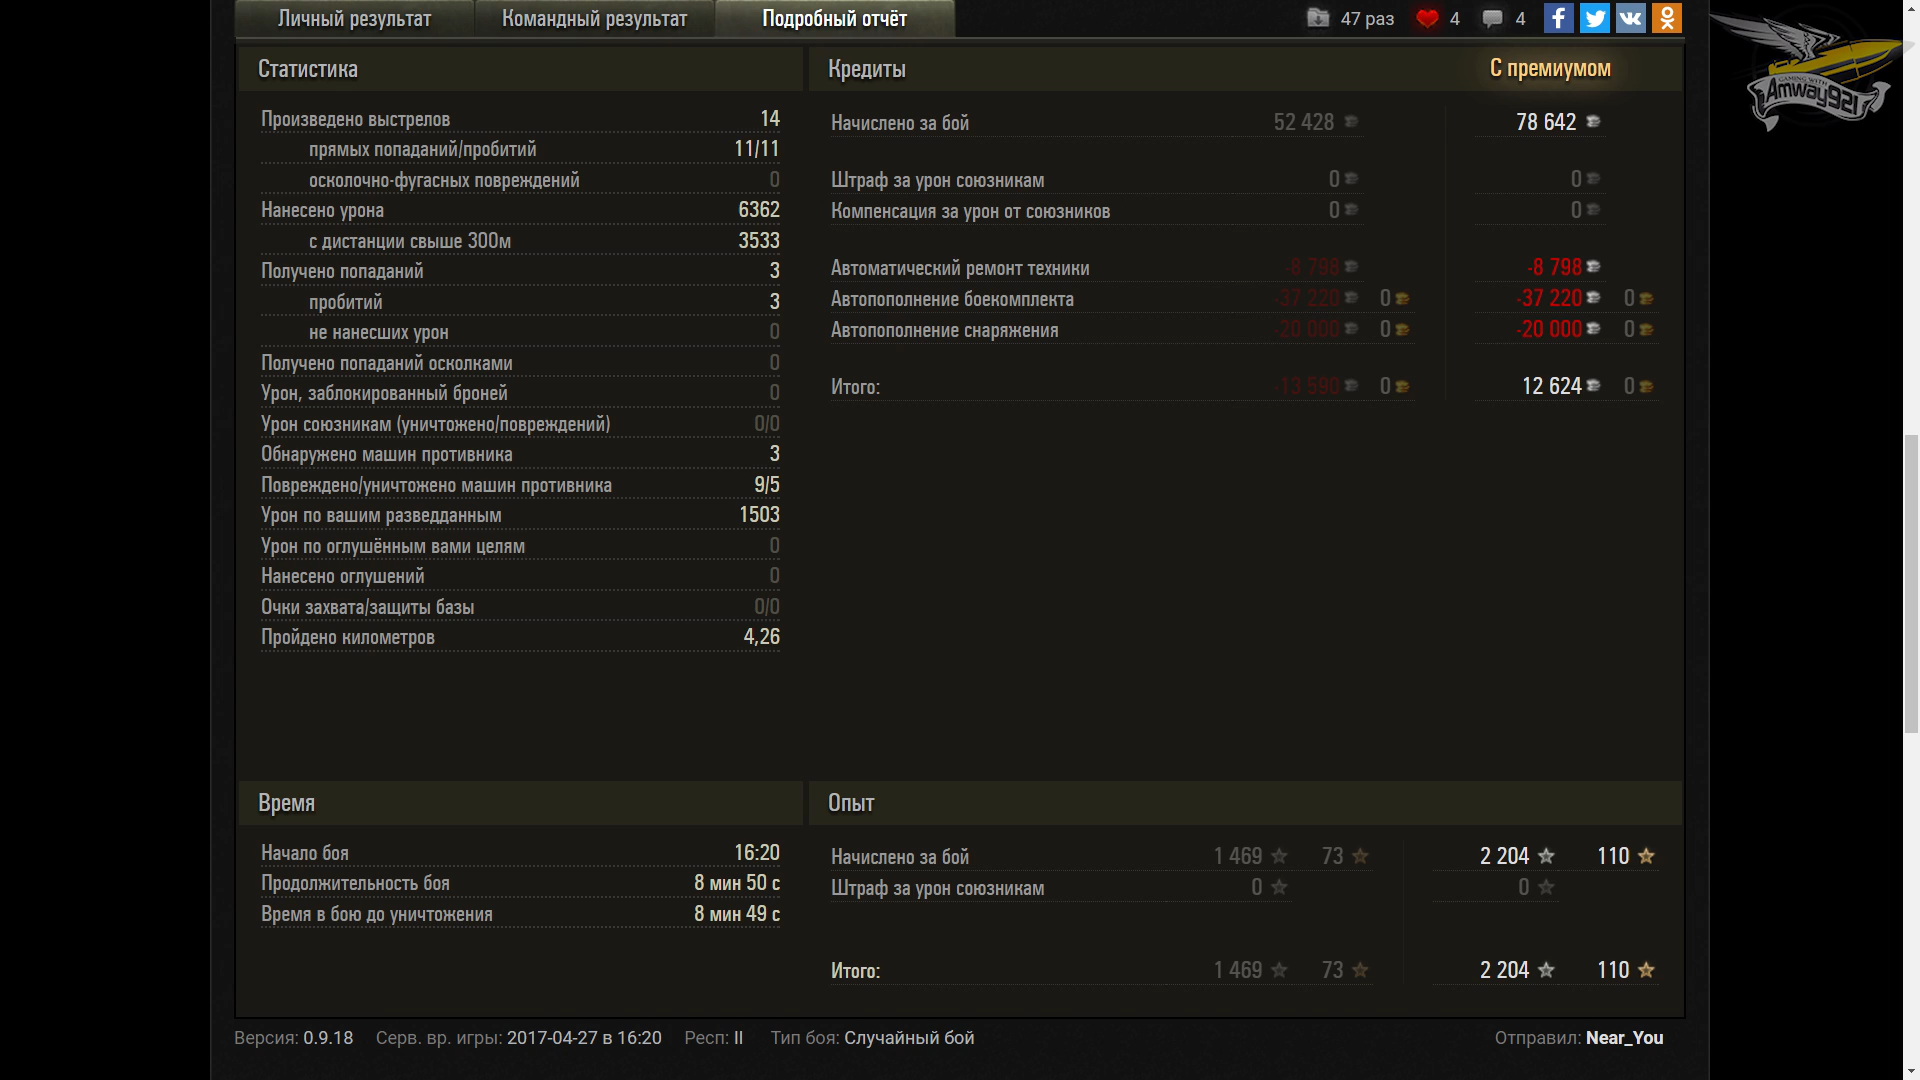 Личный результат Командный результат Подробный отчёт 47 раз 4 4
GAMING WITH
Amway921
Статистика
Произведено выстрелов 14
прямых попаданий/пробитий 11/11
осколочно-фугасных повреждений 0
Нанесено урона 6362
с дистанции свыше 300м 3533
Получено попаданий 3
пробитий 3
не нанесших урон 0
Получено попаданий осколками 0
Урон, заблокированный броней 0
Урон союзникам (уничтожено/повреждений) 0/0
Обнаружено машин противника 3
Повреждено/уничтожено машин противника 9/5
Урон по вашим разведданным 1503
Урон по оглушённым вами целям 0
Нанесено оглушений 0
Очки захвата/защиты базы 0/0
Пройдено километров 4,26
Кредиты С премиумом
Начислено за бой 52 428 78 642
Штраф за урон союзникам 0 0
Компенсация за урон от союзников 0 0
Автоматический ремонт техники -8 798 -8 798
Автопополнение боекомплекта -37 220 0 -37 220 0
Автопополнение снаряжения -20 000 0 -20 000 0
Итого: -13 590 0 12 624 0
Время
Начало боя 16:20
Продолжительность боя 8 мин 50 с
Время в бою до уничтожения 8 мин 49 с
Опыт
Начислено за бой 1 469 73 2 204 110
Штраф за урон союзникам 0 0
Итого: 1 469 73 2 204 110
Версия: 0.9.18 Серв. вр. игры: 2017-04-27 в 16:20 Респ: II Тип боя: Случайный бой Отправил: Near_You